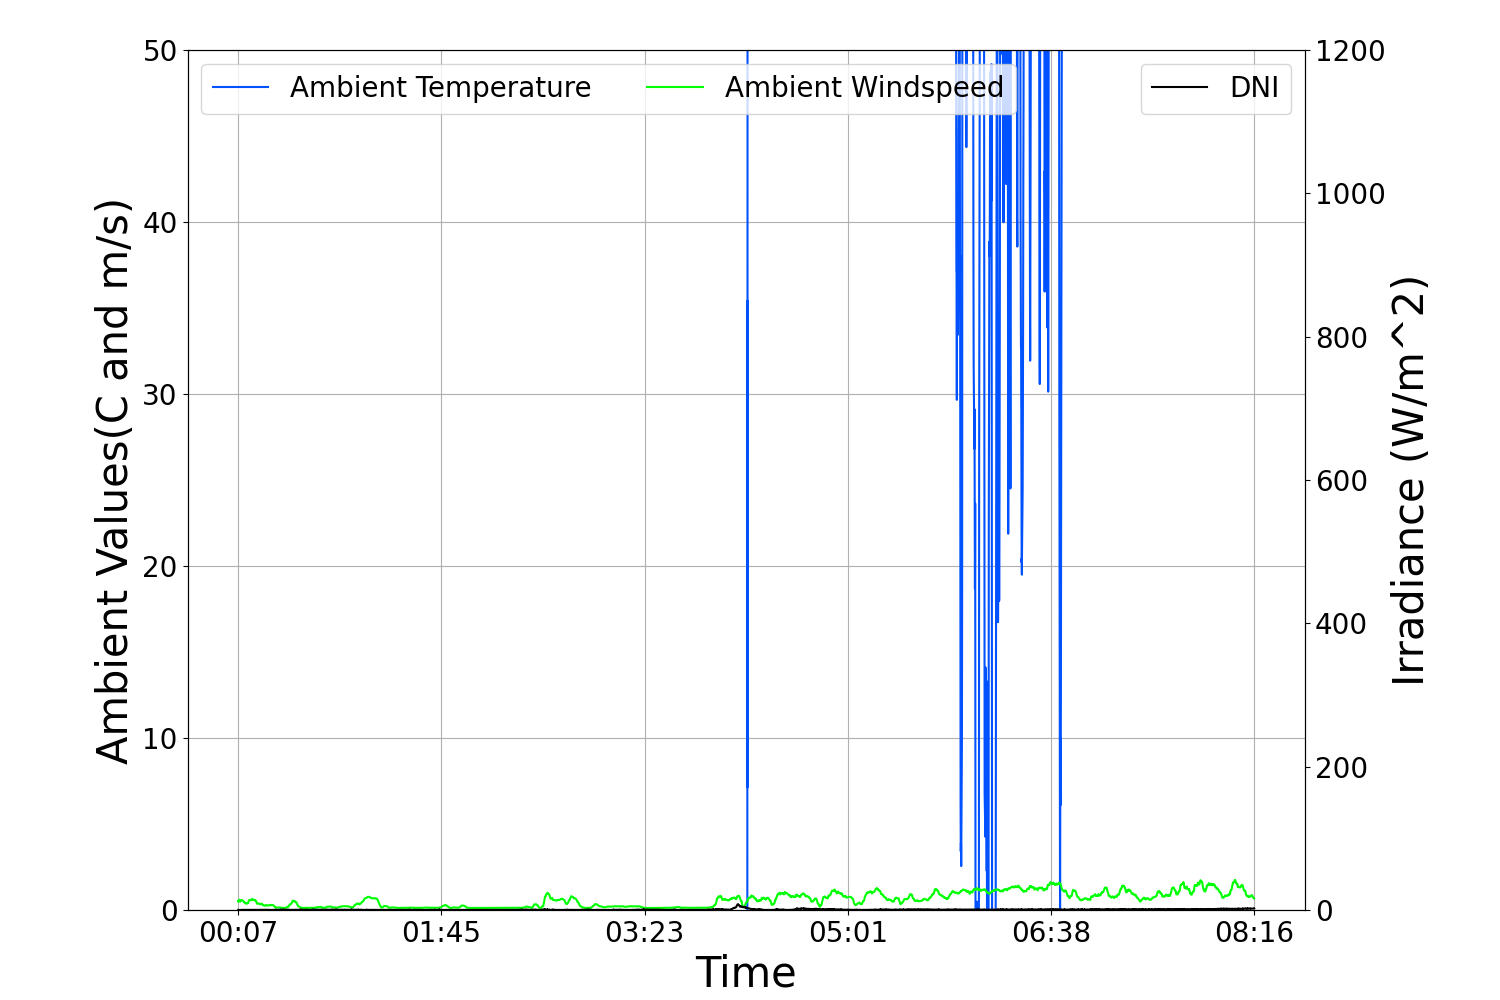 Ambient Temperature
Ambient Windspeed
DNI
Ambient Values(C and m/s)
50
40
30
20
10
0
1200
1000
800
600
400
200
0
Irradiance (W/m^2)
00:07 01:45 03:23 05:01 06:38 08:16
Time